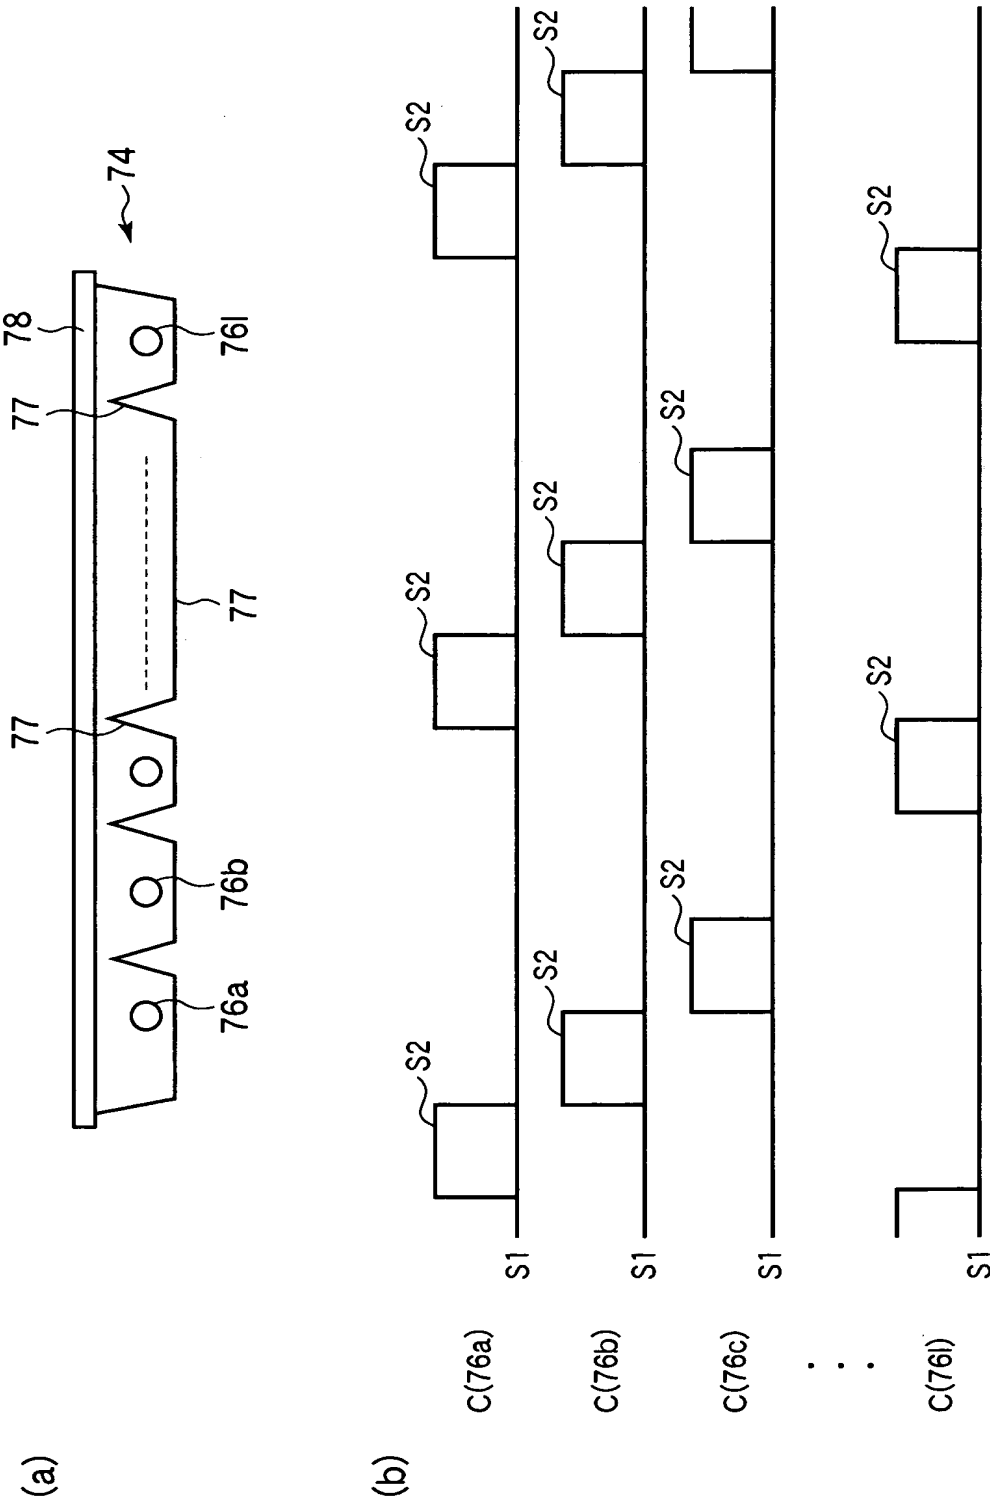 (a)
78
77
77
74
76a
76b
77
76l
(b)
C(76a)
S1
S2
S2
S2
C(76b)
S1
S2
S2
S2
C(76c)
S1
S2
S2
. . .
C(76l)
S1
S2
S2